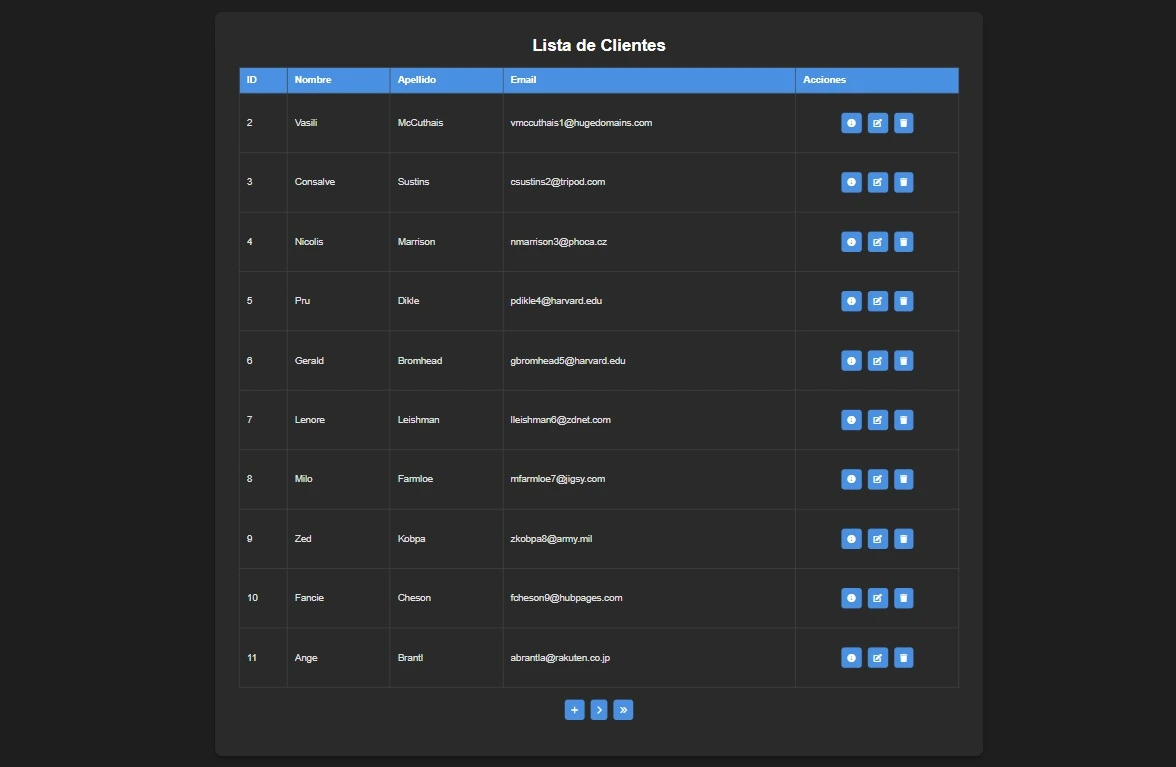 Lista de Clientes
ID Nombre Apellido Email Acciones
2 Vasili McCuthais vmccuthais1@hugedomains.com
3 Consalve Sustins csustins2@tripod.com
4 Nicolis Marrison nmarrison3@phoca.cz
5 Pru Dikle pdikle4@harvard.edu
6 Gerald Bromhead gbromhead5@harvard.edu
7 Lenore Leishman lleishman6@zdnet.com
8 Milo Farmloe mfarmloe7@jigsy.com
9 Zed Kobpa zkobpa8@army.mil
10 Fancie Cheson fcheson9@hubpages.com
11 Ange Brantl abrantla@rakuten.co.jp